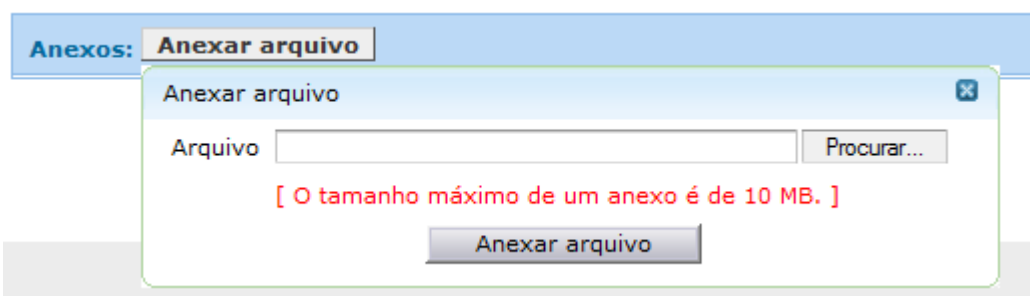 Anexos: Anexar arquivo
Anexar arquivo
Arquivo Procurar...
[ O tamanho máximo de um anexo é de 10 MB. ]
Anexar arquivo